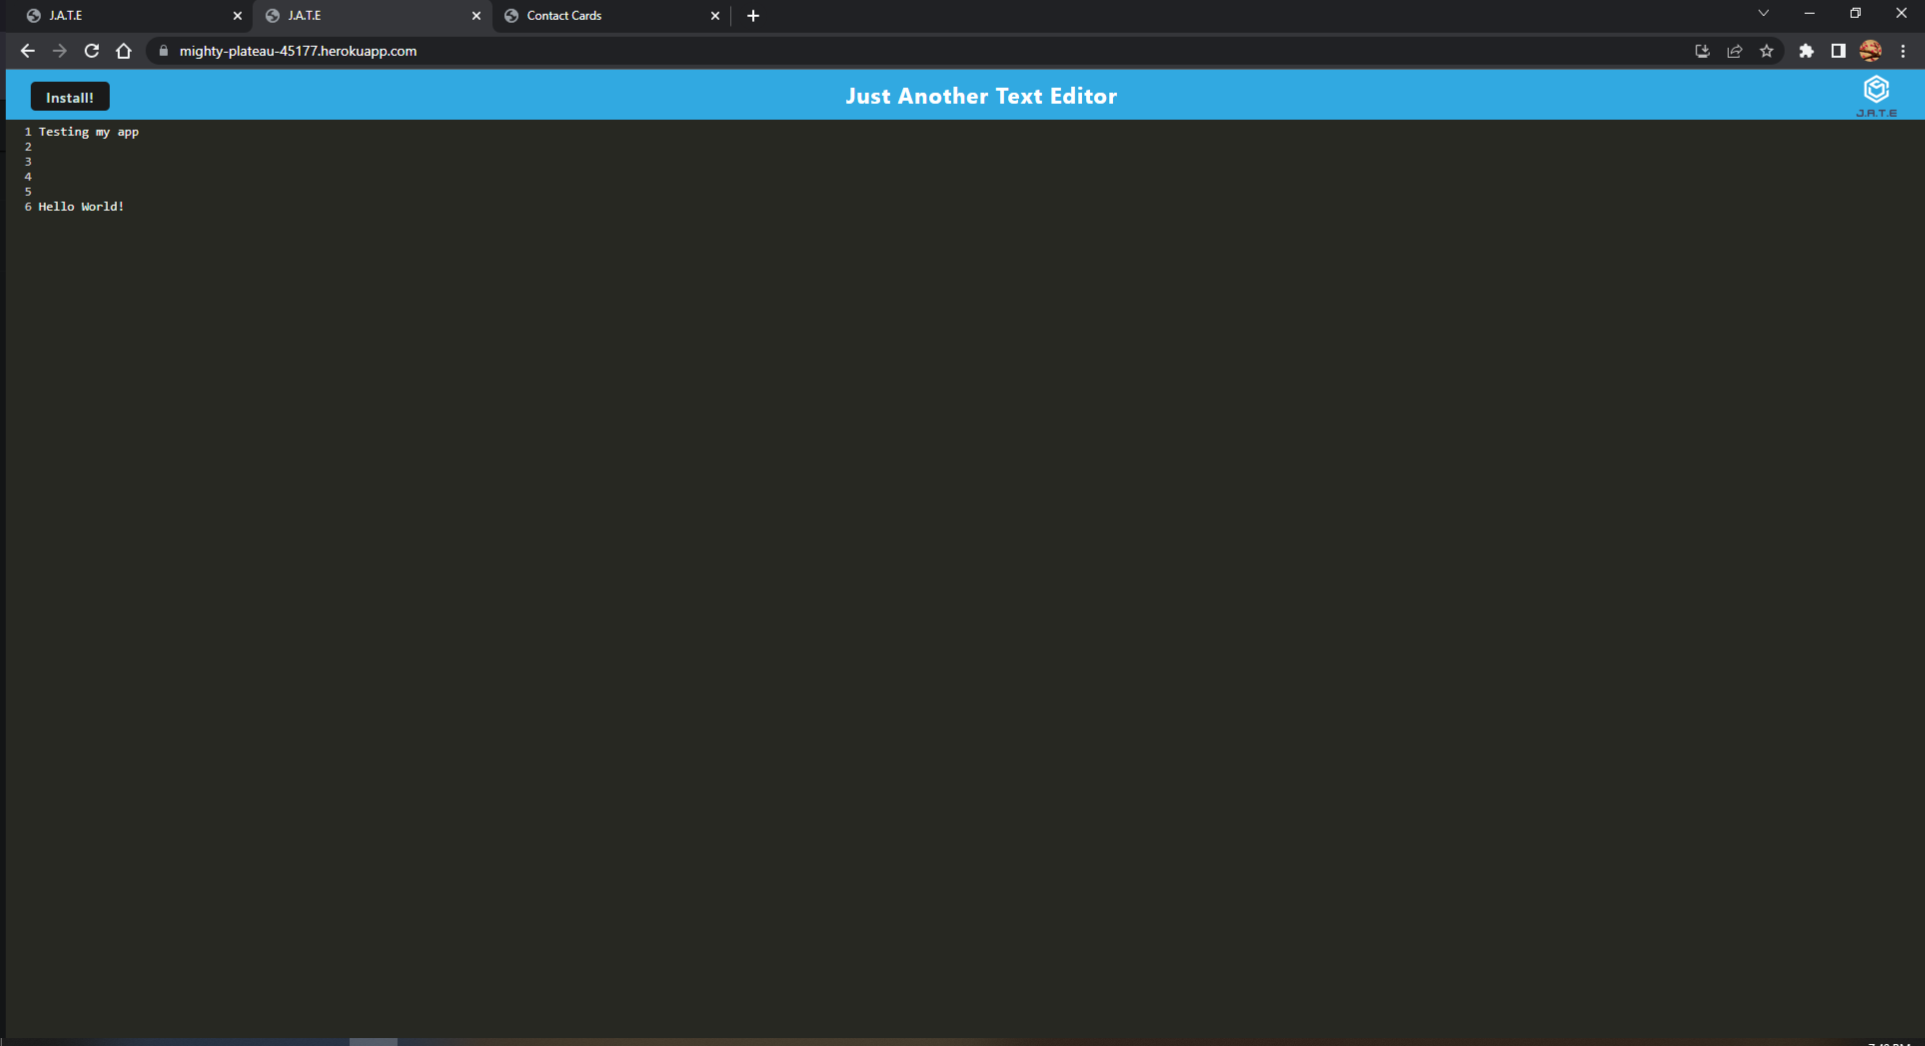 J.A.T.E
J.A.T.E
Contact Cards
mighty-plateau-45177.herokuapp.com
Install!
Just Another Text Editor
J.A.T.E
1 Testing my app
2
3
4
5
6 Hello World!